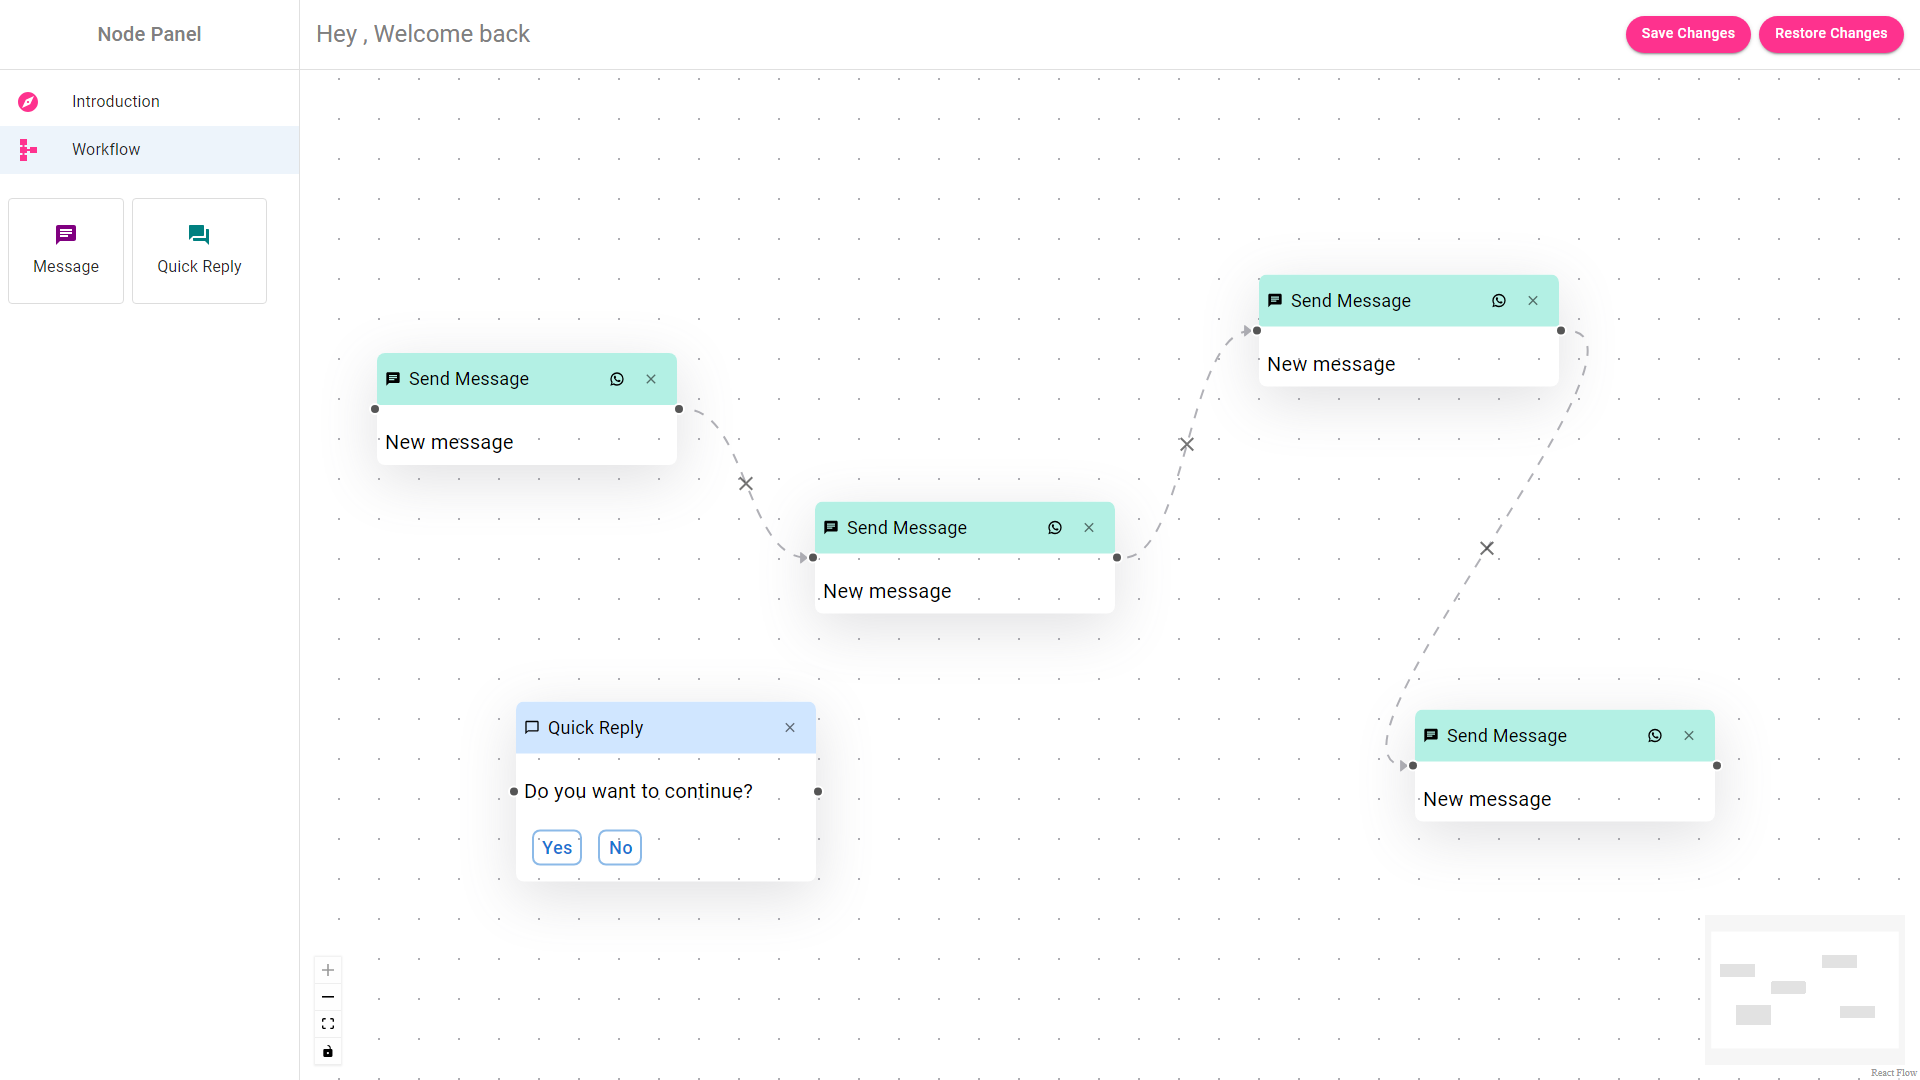 Node Panel
Hey , Welcome back
Save Changes
Restore Changes
Introduction
Workflow
Message
Quick Reply
Send Message
New message
Send Message
New message
Send Message
New message
Send Message
New message
Quick Reply
Do you want to continue?
Yes
No
React Flow